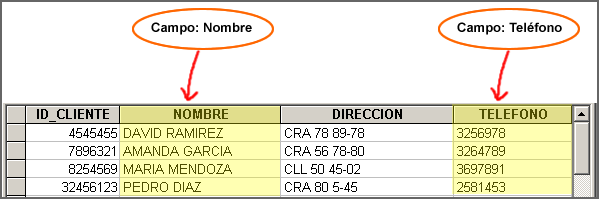 Campo: Nombre Campo: Teléfono
ID_CLIENTE NOMBRE DIRECCION TELEFONO
4545455 DAVID RAMIREZ CRA 78 89-78 3256978
7896321 AMANDA GARCIA CRA 56 78-80 3264789
8254569 MARIA MENDOZA CLL 50 45-02 3697891
32456123 PEDRO DIAZ CRA 80 5-45 2581453